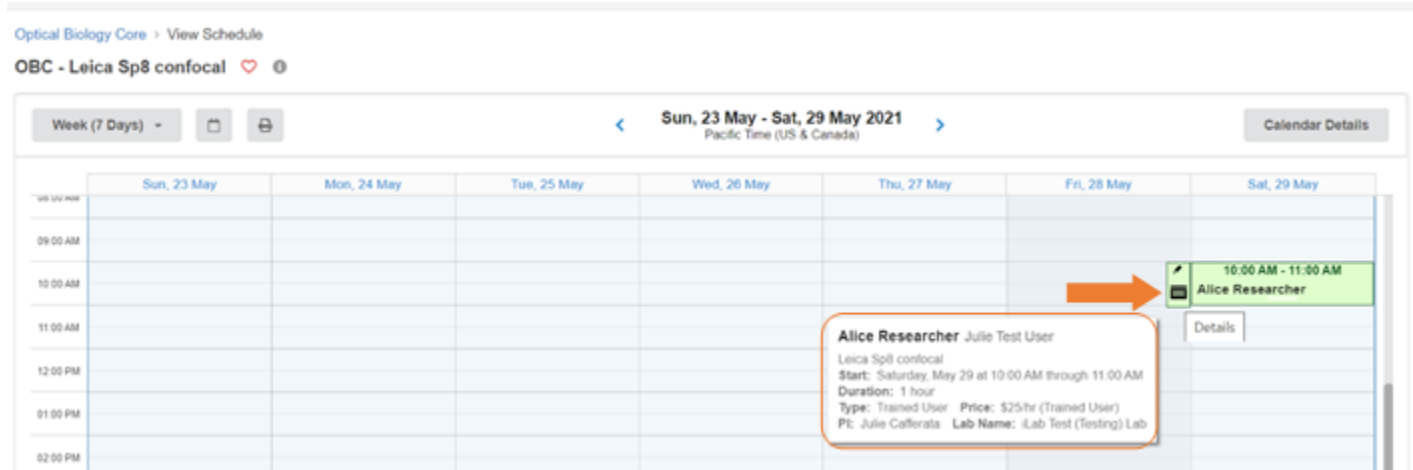 Optical Biology Core > View Schedule
OBC - Leica Sp8 confocal
Week (7 Days)
Sun, 23 May - Sat, 29 May 2021
Pacific Time (US & Canada)
Calendar Details
Sun, 23 May Mon, 24 May Tue, 25 May Wed, 26 May Thu, 27 May Fri, 28 May Sat, 29 May
08:00 AM
09:00 AM
10:00 AM
10:00 AM - 11:00 AM
Alice Researcher
11:00 AM
Details
Alice Researcher Julie Test User
Leica Sp8 confocal
Start: Saturday, May 29 at 10:00 AM through 11:00 AM
Duration: 1 hour
Type: Trained User Price: $25/hr (Trained User)
PI: Julie Cafferata Lab Name: iLab Test (Testing) Lab
12:00 PM
01:00 PM
02:00 PM